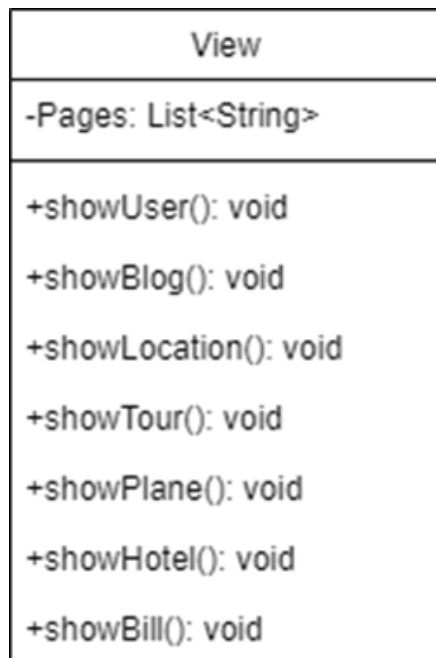 View
-Pages: List<String>
+showUser(): void
+showBlog(): void
+showLocation(): void
+showTour(): void
+showPlane(): void
+showHotel(): void
+showBill(): void